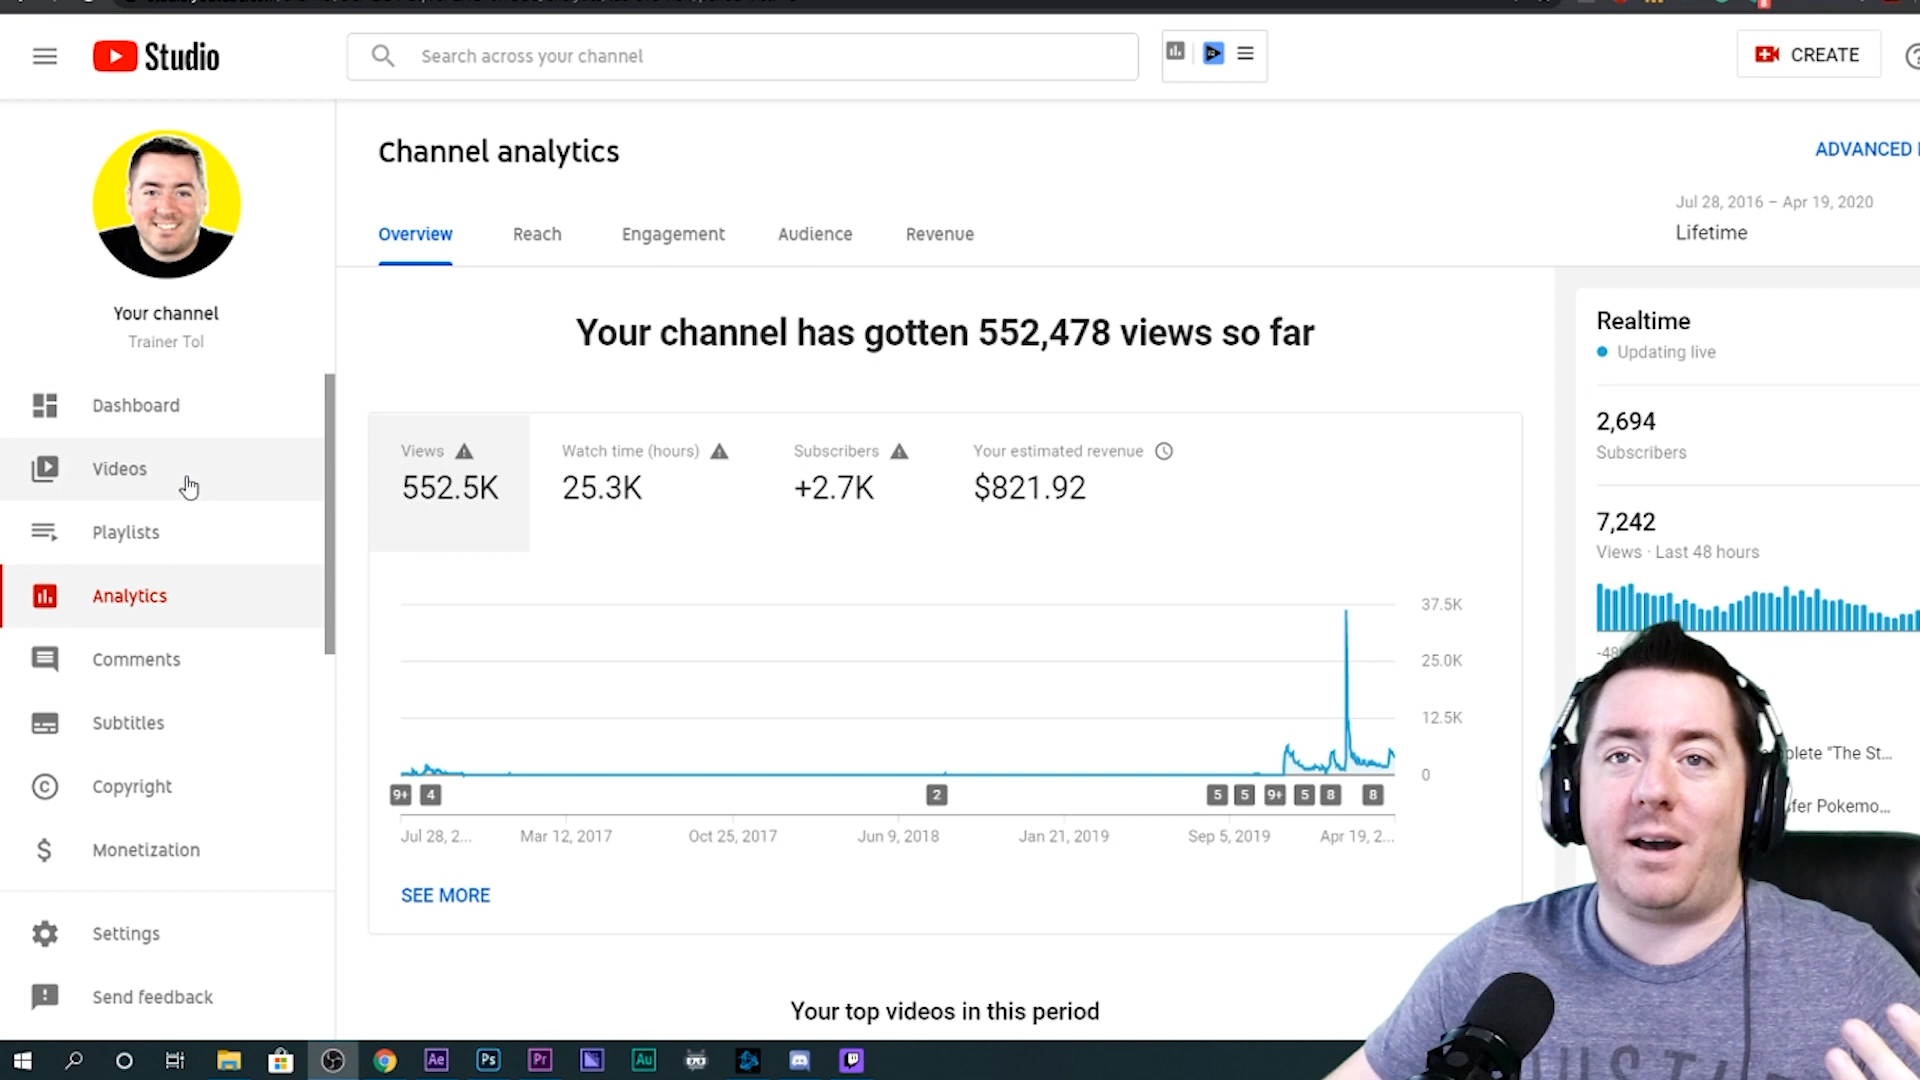 Studio
Search across your channel
CREATE
Channel analytics
ADVANCED
Jul 28, 2016 – Apr 19, 2020
Lifetime
Overview
Reach
Engagement
Audience
Revenue
Your channel
Trainer Tol
Dashboard
Videos
Playlists
Analytics
Comments
Subtitles
Copyright
Monetization
Settings
Send feedback
Your channel has gotten 552,478 views so far
Views
552.5K
Watch time (hours)
25.3K
Subscribers
+2.7K
Your estimated revenue
$821.92
37.5K
25.0K
12.5K
0
9+ 4 2 5 5 9+ 5 8 8
Jul 28, 2... Mar 12, 2017 Oct 25, 2017 Jun 9, 2018 Jan 21, 2019 Sep 5, 2019 Apr 19, 2...
SEE MORE
Your top videos in this period
Realtime
Updating live
2,694
Subscribers
7,242
Views · Last 48 hours
"The St...
Pokemo...
Ae
Ps
Pr
Au